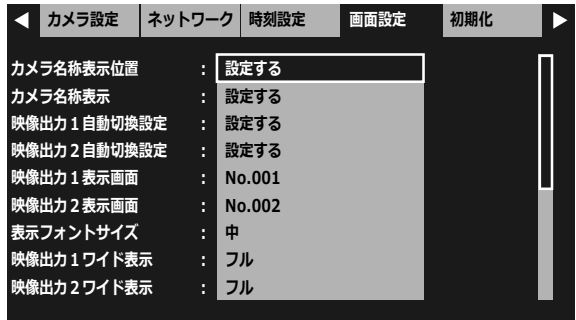 ◀ カメラ設定 ネットワーク 時刻設定 画面設定 初期化 ▶
カメラ名称表示位置 : 設定する
カメラ名称表示 : 設定する
映像出力1自動切換設定 : 設定する
映像出力2自動切換設定 : 設定する
映像出力1表示画面 : No.001
映像出力2表示画面 : No.002
表示フォントサイズ : 中
映像出力1ワイド表示 : フル
映像出力2ワイド表示 : フル